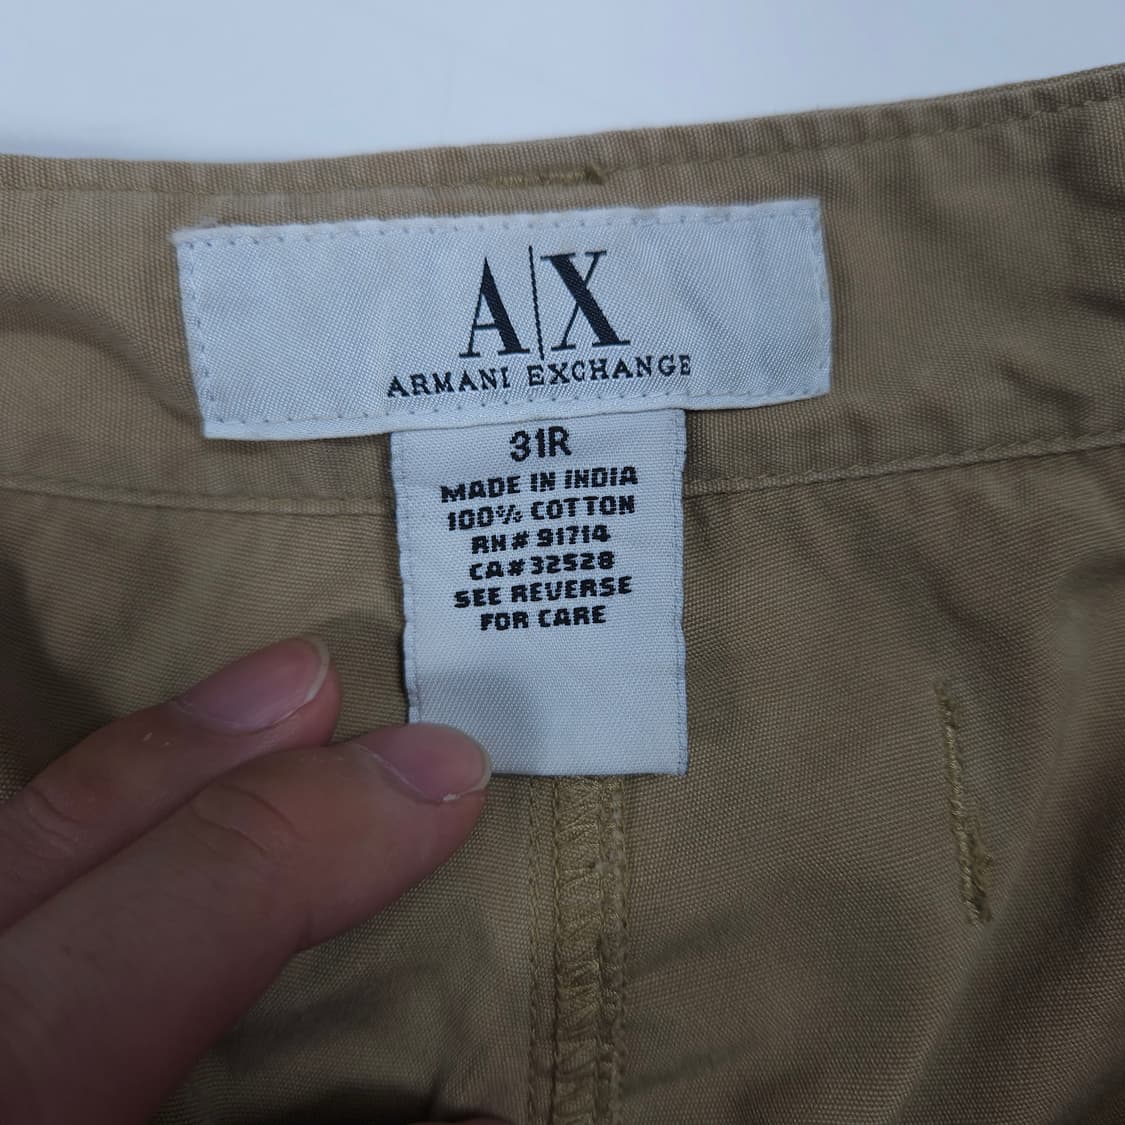 A|X
ARMANI EXCHANGE
31R
MADE IN INDIA
100% COTTON
RN# 91714
CA#32528
SEE REVERSE
FOR CARE